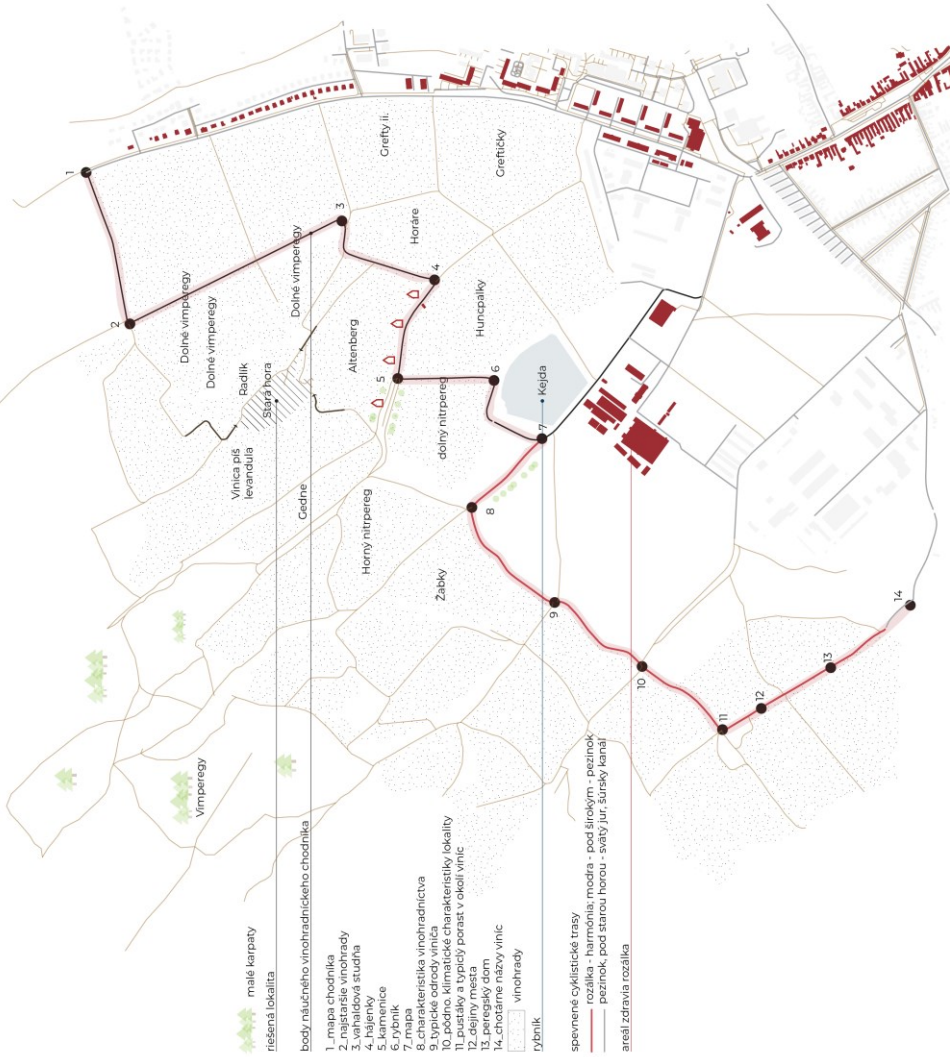 1
2
3
4
5
6
7
8
9
10
11
12
13
14
Grefty ii.
Greftičky
Horáre
Dolné vimperegy
Dolné vimperegy
Dolné vimperegy
Radlik
Stará hora
Altenberg
Huncpalky
Vinica piš
levandula
Gedne
dolný nitrpereg
Kejda
Horný nitrpereg
Žabky
Vimperegy
malé karpaty
riešená lokalita
body náučného vinohradníckeho chodníka
1_mapa chodníka
2_najstaršie vinohrady
3_vahaldová studňa
4_hájenky
5_kamenice
6_rybník
7_mapa
8_charakteristika vinohradníctva
9_typické odrody viniča
10_pôdno. klimatické charakteristiky lokality
11_pustáky a typický porast v okolí viníc
12_dejiny mesta
13_peregský dom
14_chotárne názvy viníc
vinohrady
rybník
spevnené cyklistické trasy
rozálka - harmónia; modra - pod širokým - pezinok
pezinok, pod starou horou - svätý jur, šúrsky kanál
areál zdravia rozálka